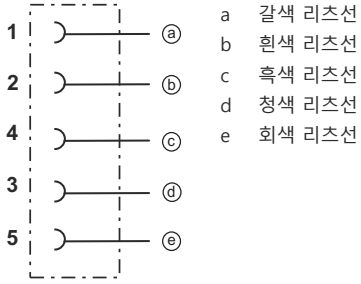 1 ⓐ
2 ⓑ
4 ⓒ
3 ⓓ
5 ⓔ
a 갈색 리츠선
b 흰색 리츠선
c 흑색 리츠선
d 청색 리츠선
e 회색 리츠선